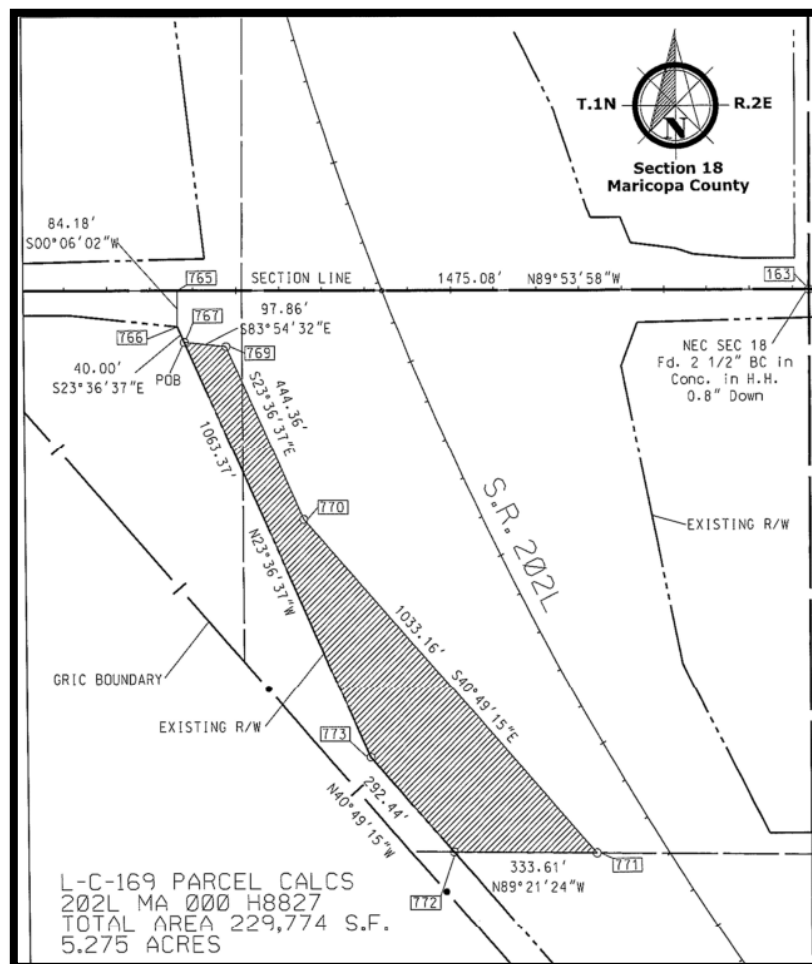 T.1N
R.2E
N
Section 18
Maricopa County
84.18'
S00°06'02"W
765
SECTION LINE
1475.08'
N89°53'58"W
163
767
97.86'
S83°54'32"E
766
769
NEC SEC 18
Fd. 2 1/2" BC in
Conc. in H.H.
0.8" Down
40.00'
S23°36'37"E
POB
444.36'
S23°36'37"E
1063.37'
N23°36'37"W
770
S.R. 202L
EXISTING R/W
1033.16'
S40°49'15"E
GRIC BOUNDARY
EXISTING R/W
773
292.44'
N40°49'15"W
333.61'
771
N89°21'24"W
772
L-C-169 PARCEL CALCS
202L MA 000 H8827
TOTAL AREA 229,774 S.F.
5.275 ACRES